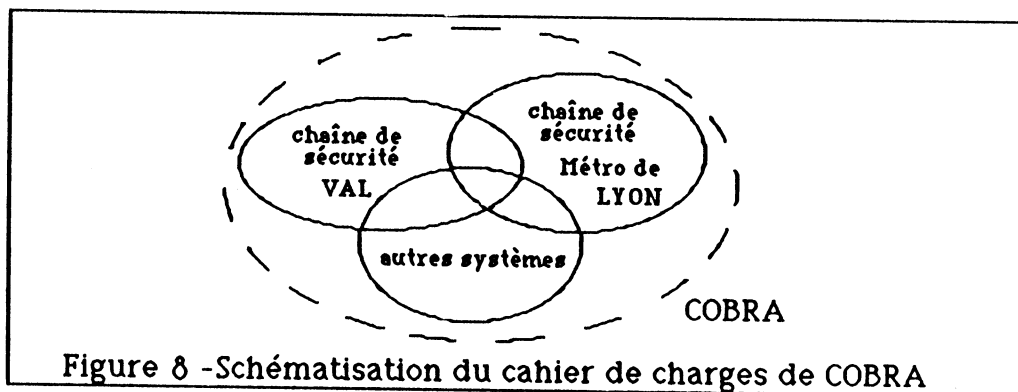 chaîne de
sécurité
VAL
chaîne de
sécurité
Métro de
LYON
autres systèmes
COBRA
Figure 8 -Schématisation du cahier de charges de COBRA